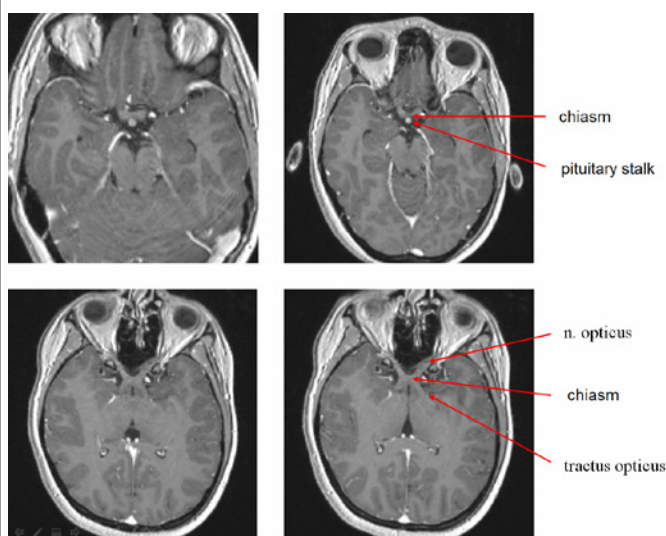 chiasm
pituitary stalk
n. opticus
chiasm
tractus opticus